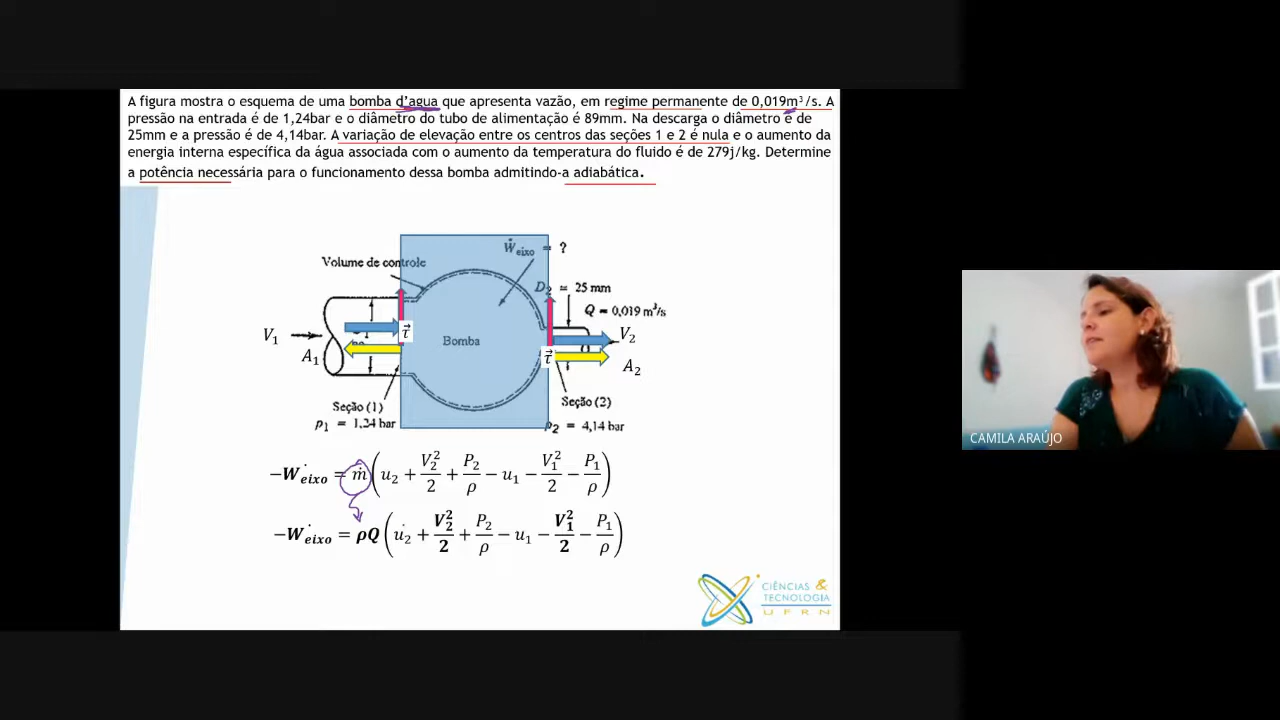 A figura mostra o esquema de uma bomba d’agua que apresenta vazão, em regime permanente de 0,019m³/s. A
pressão na entrada é de 1,24bar e o diâmetro do tubo de alimentação é 89mm. Na descarga o diâmetro é de
25mm e a pressão é de 4,14bar. A variação de elevação entre os centros das seções 1 e 2 é nula e o aumento da
energia interna específica da água associada com o aumento da temperatura do fluido é de 279j/kg. Determine
a potência necessária para o funcionamento dessa bomba admitindo-a adiabática.
Ẇeixo = ?
Volume de controle
D₂ = 25 mm
Q = 0,019 m³/s
V₁
V₂
τ⃗
A₁
Bomba
τ⃗
A₂
Seção (1)
Seção (2)
p₁ = 1,24 bar
p₂ = 4,14 bar
−Ẇeixo = ṁ(u₂ + V₂²/2 + P₂/ρ − u₁ − V₁²/2 − P₁/ρ)
−Ẇeixo = ρQ(u̇₂ + V₂²/2 + P₂/ρ − u₁ − V₁²/2 − P₁/ρ)
CIÊNCIAS &
TECNOLOGIA
UFRN
CAMILA ARAÚJO